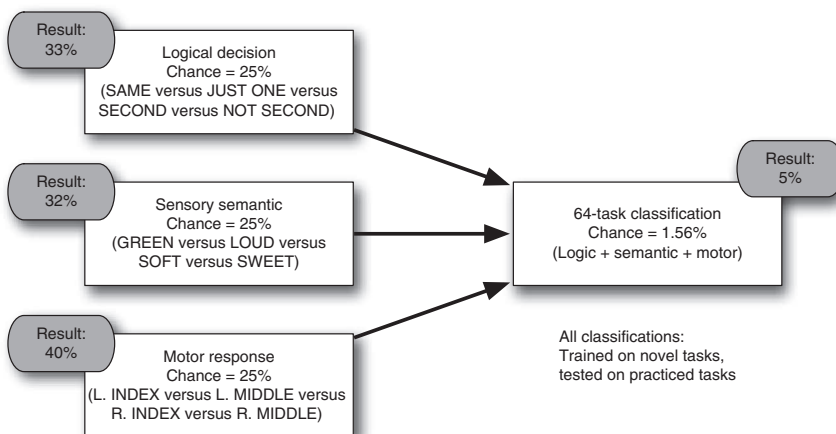 Result:
33%
Logical decision
Chance = 25%
(SAME versus JUST ONE versus
SECOND versus NOT SECOND)
Result:
32%
Sensory semantic
Chance = 25%
(GREEN versus LOUD versus
SOFT versus SWEET)
Result:
40%
Motor response
Chance = 25%
(L. INDEX versus L. MIDDLE versus
R. INDEX versus R. MIDDLE)
Result:
5%
64-task classification
Chance = 1.56%
(Logic + semantic + motor)
All classifications:
Trained on novel tasks,
tested on practiced tasks